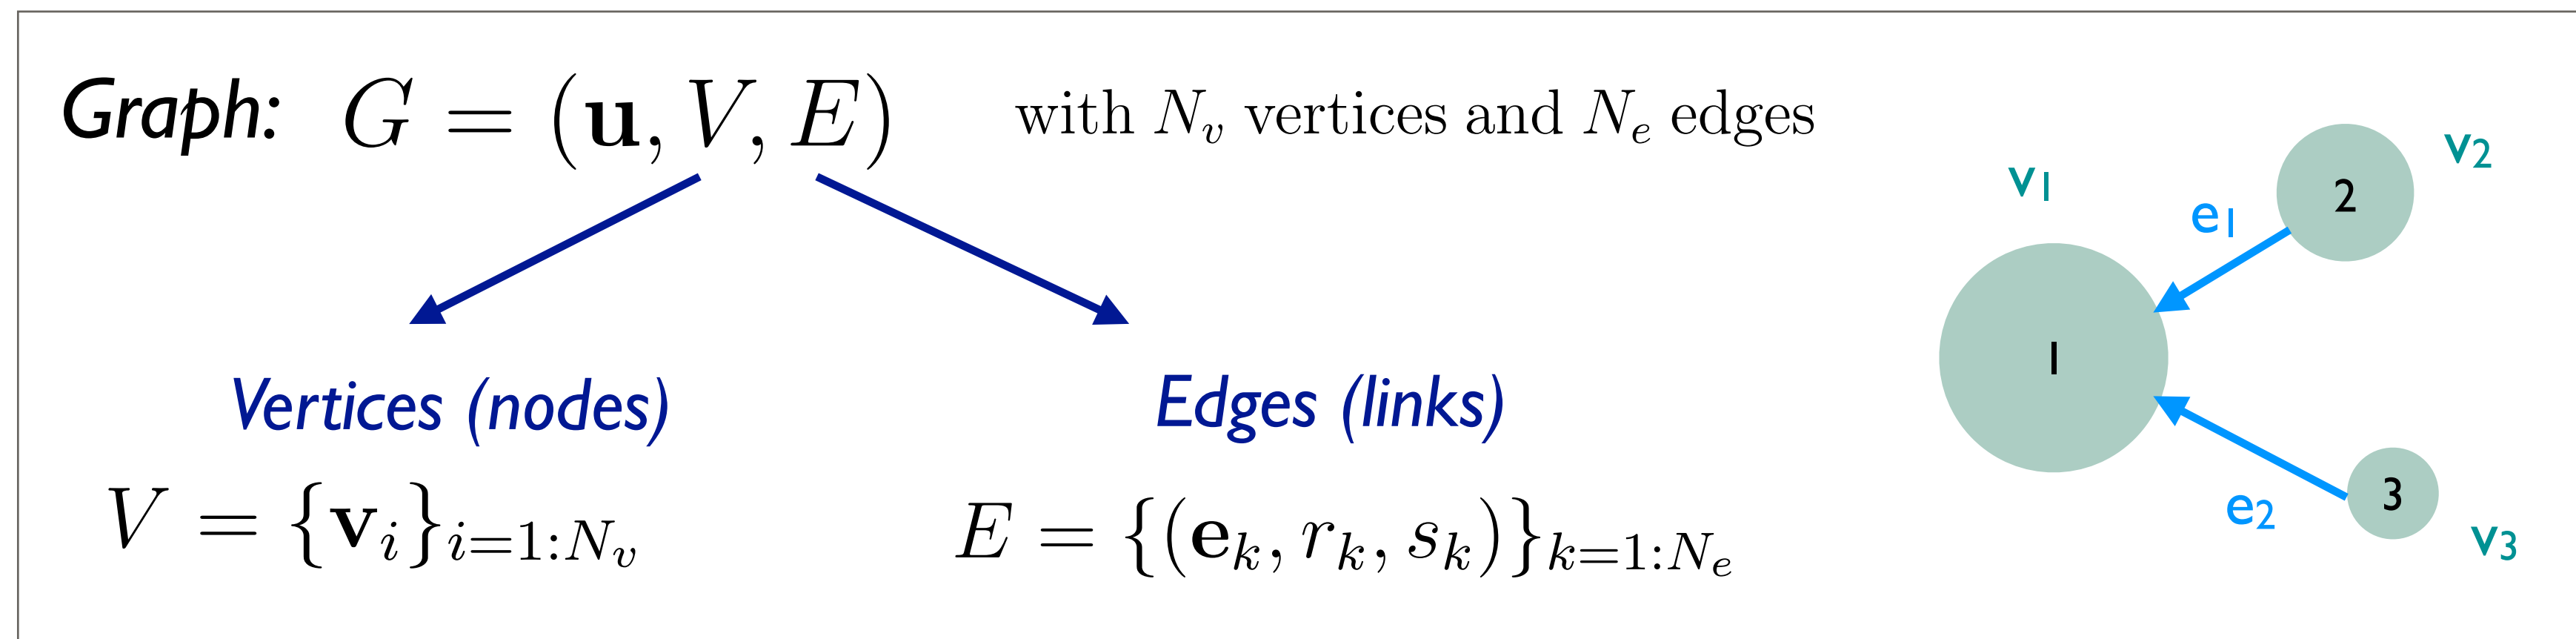 Graph: G = (u, V, E) with N_v vertices and N_e edges
v1
v2
e1
2
1
Vertices (nodes)
Edges (links)
V = {v_i}_{i=1:N_v}
E = {(e_k, r_k, s_k)}_{k=1:N_e}
e2
3
v3